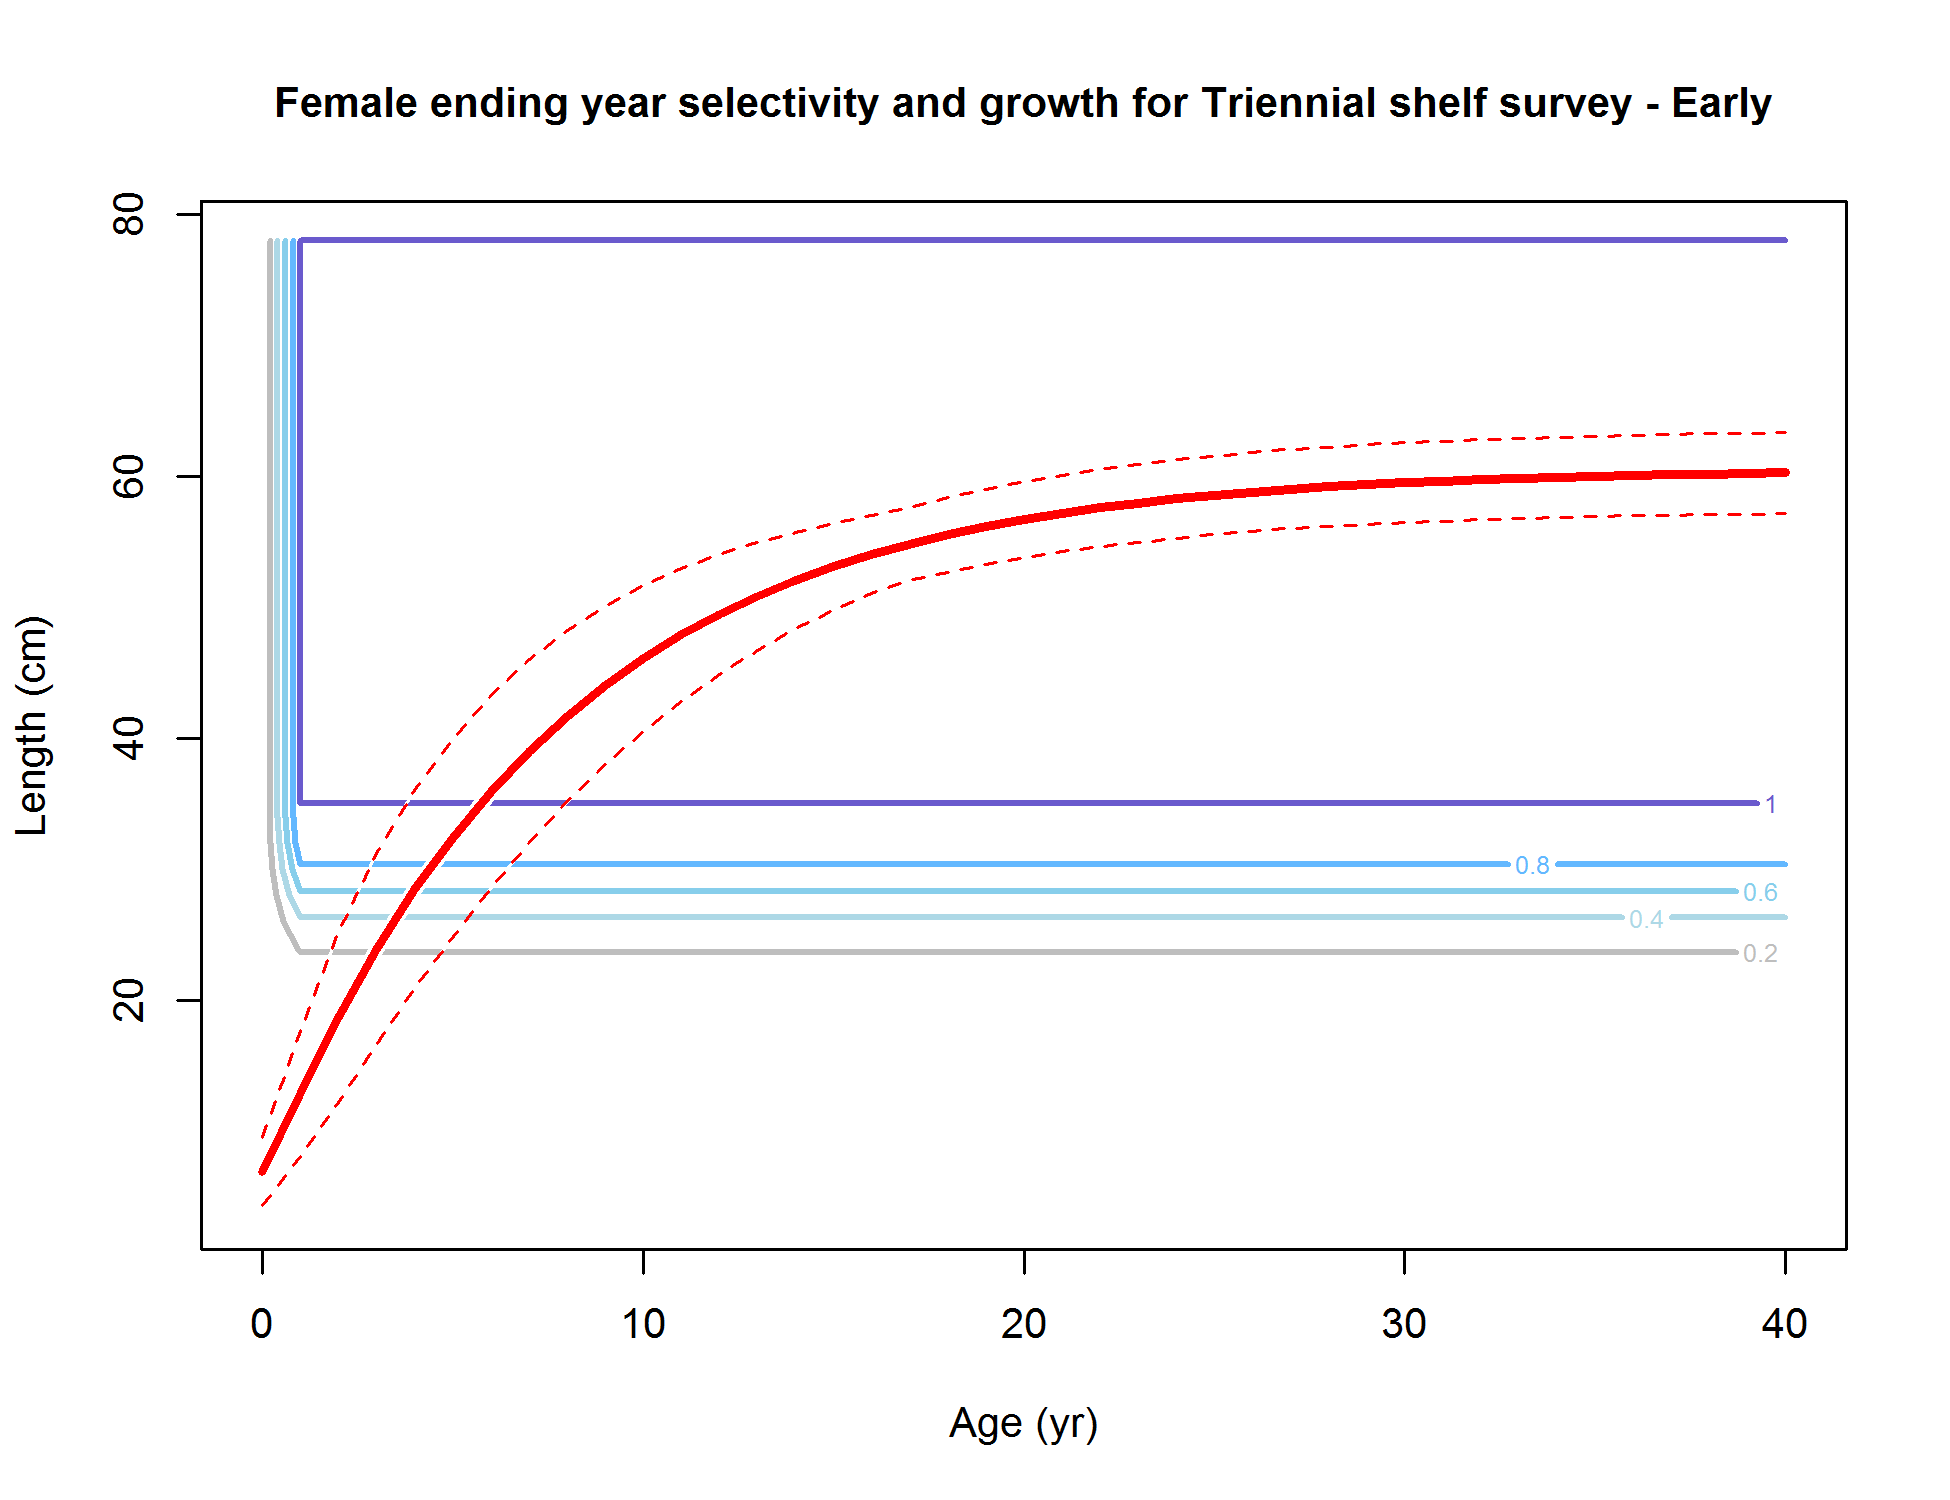 Female ending year selectivity and growth for Triennial shelf survey - Early
80
60
40
20
Length (cm)
1
0.8
0.6
0.4
0.2
0 10 20 30 40
Age (yr)